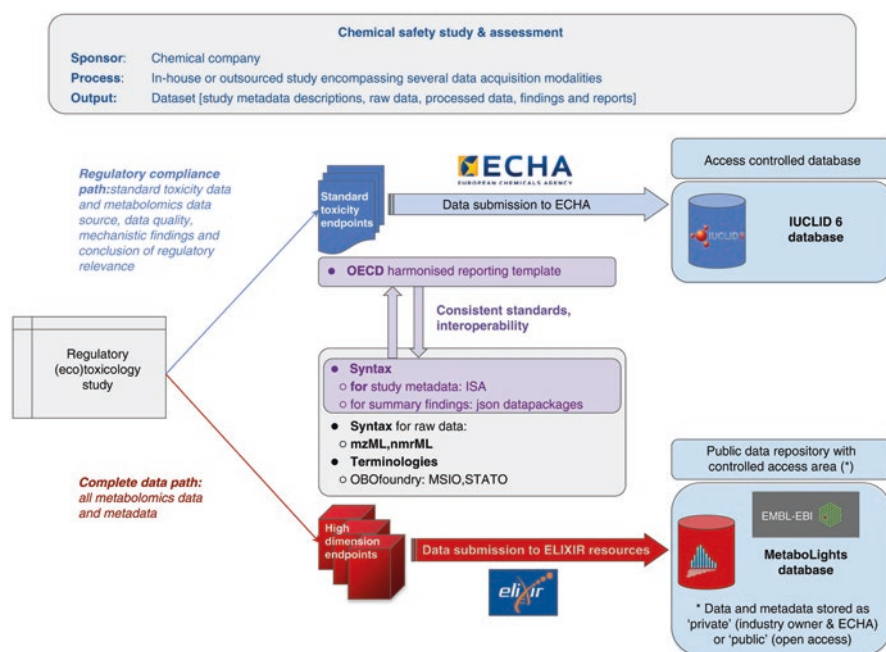 Chemical safety study & assessment
Sponsor: Chemical company
Process: In-house or outsourced study encompassing several data acquisition modalities
Output: Dataset [study metadata descriptions, raw data, processed data, findings and reports]
Regulatory compliance
path:standard toxicity data
and metabolomics data
source, data quality,
mechanistic findings and
conclusion of regulatory
relevance
Standard
toxicity
endpoints
ECHA
EUROPEAN CHEMICALS AGENCY
Data submission to ECHA
Access controlled database
IUCLID 6
IUCLID 6
database
● OECD harmonised reporting template
Consistent standards,
interoperability
Regulatory
(eco)toxicology
study
● Syntax
○ for study metadata: ISA
○ for summary findings: json datapackages
● Syntax for raw data:
○ mzML,nmrML
● Terminologies
○ OBOfoundry: MSIO,STATO
Complete data path:
all metabolomics data
and metadata
High
dimension
endpoints
Data submission to ELIXIR resources
elixir
Public data repository with
controlled access area (*)
EMBL-EBI
MetaboLights
database
* Data and metadata stored as
‘private’ (industry owner & ECHA)
or ‘public’ (open access)